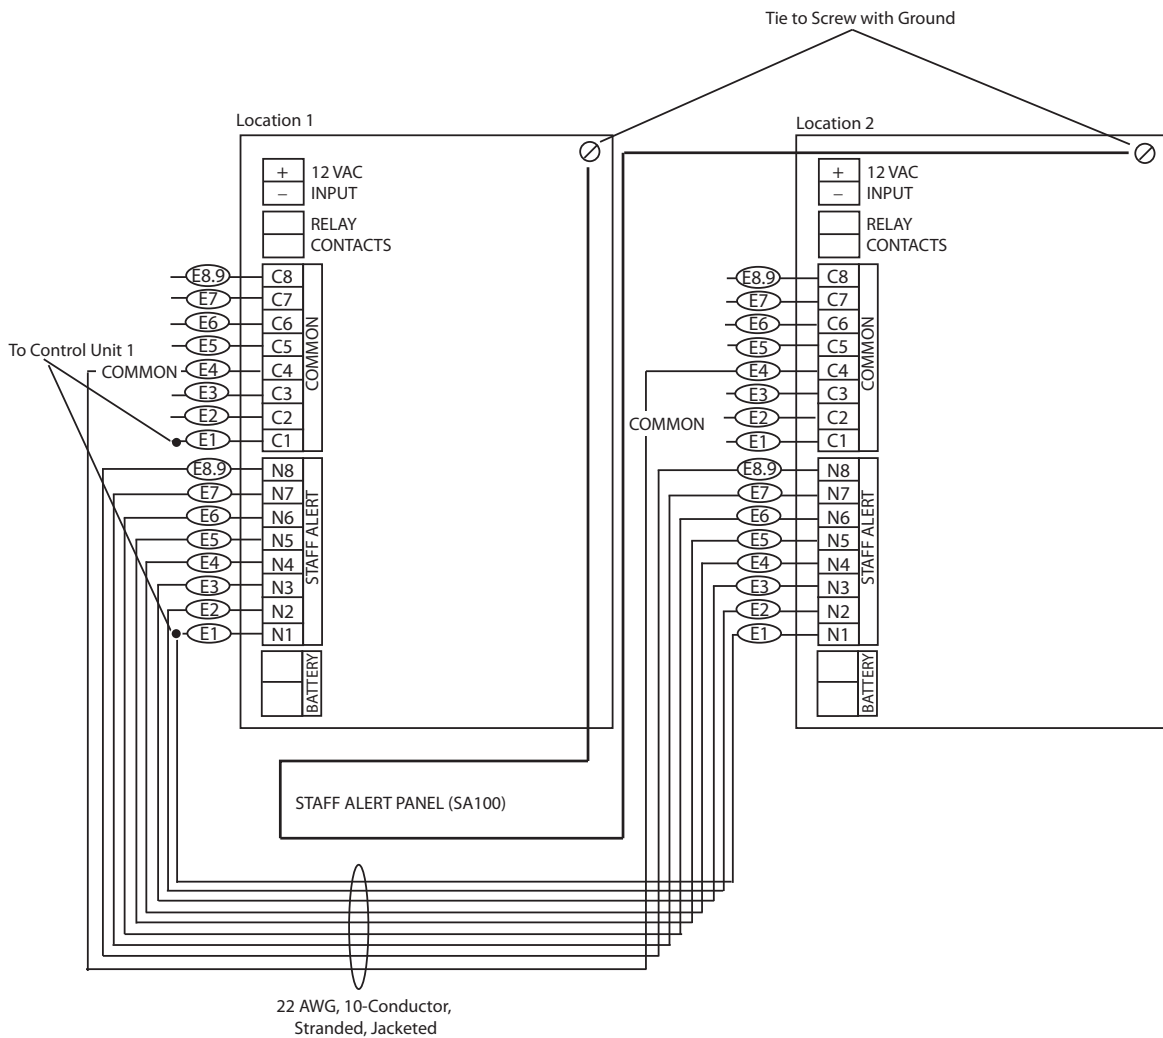 Tie to Screw with Ground
Location 1
Location 2
+ 12 VAC
− INPUT
RELAY
CONTACTS
E8.9 C8
E7 C7
E6 C6
E5 C5
To Control Unit 1
COMMON E4 C4
E3 C3
E2 C2
E1 C1
COMMON
E8.9 N8
E7 N7
E6 N6
E5 N5
E4 N4
E3 N3
E2 N2
E1 N1
STAFF ALERT
BATTERY
+ 12 VAC
− INPUT
RELAY
CONTACTS
E8.9 C8
E7 C7
E6 C6
E5 C5
E4 C4
E3 C3
E2 C2
COMMON
E1 C1
COMMON
E8.9 N8
E7 N7
E6 N6
E5 N5
E4 N4
E3 N3
E2 N2
E1 N1
STAFF ALERT
BATTERY
STAFF ALERT PANEL (SA100)
22 AWG, 10-Conductor,
Stranded, Jacketed